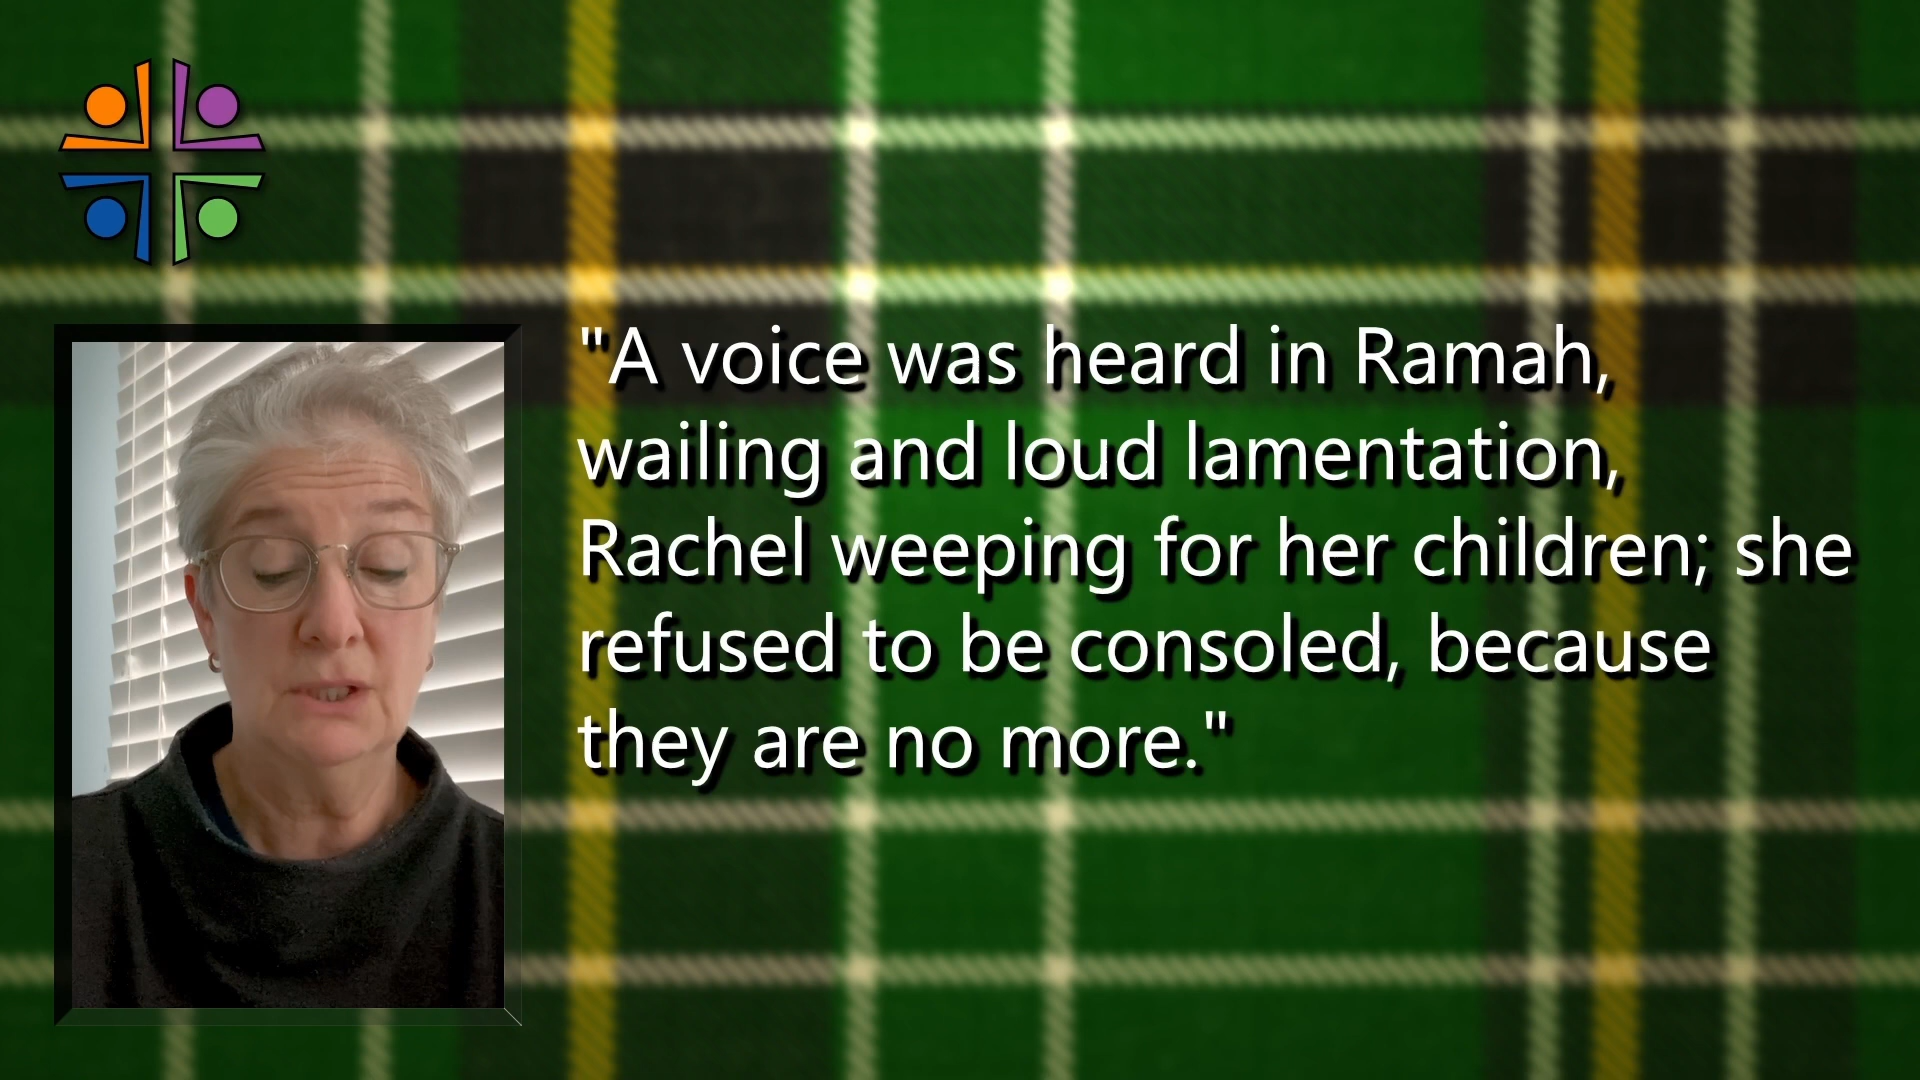 "A voice was heard in Ramah,
wailing and loud lamentation,
Rachel weeping for her children; she
refused to be consoled, because
they are no more."